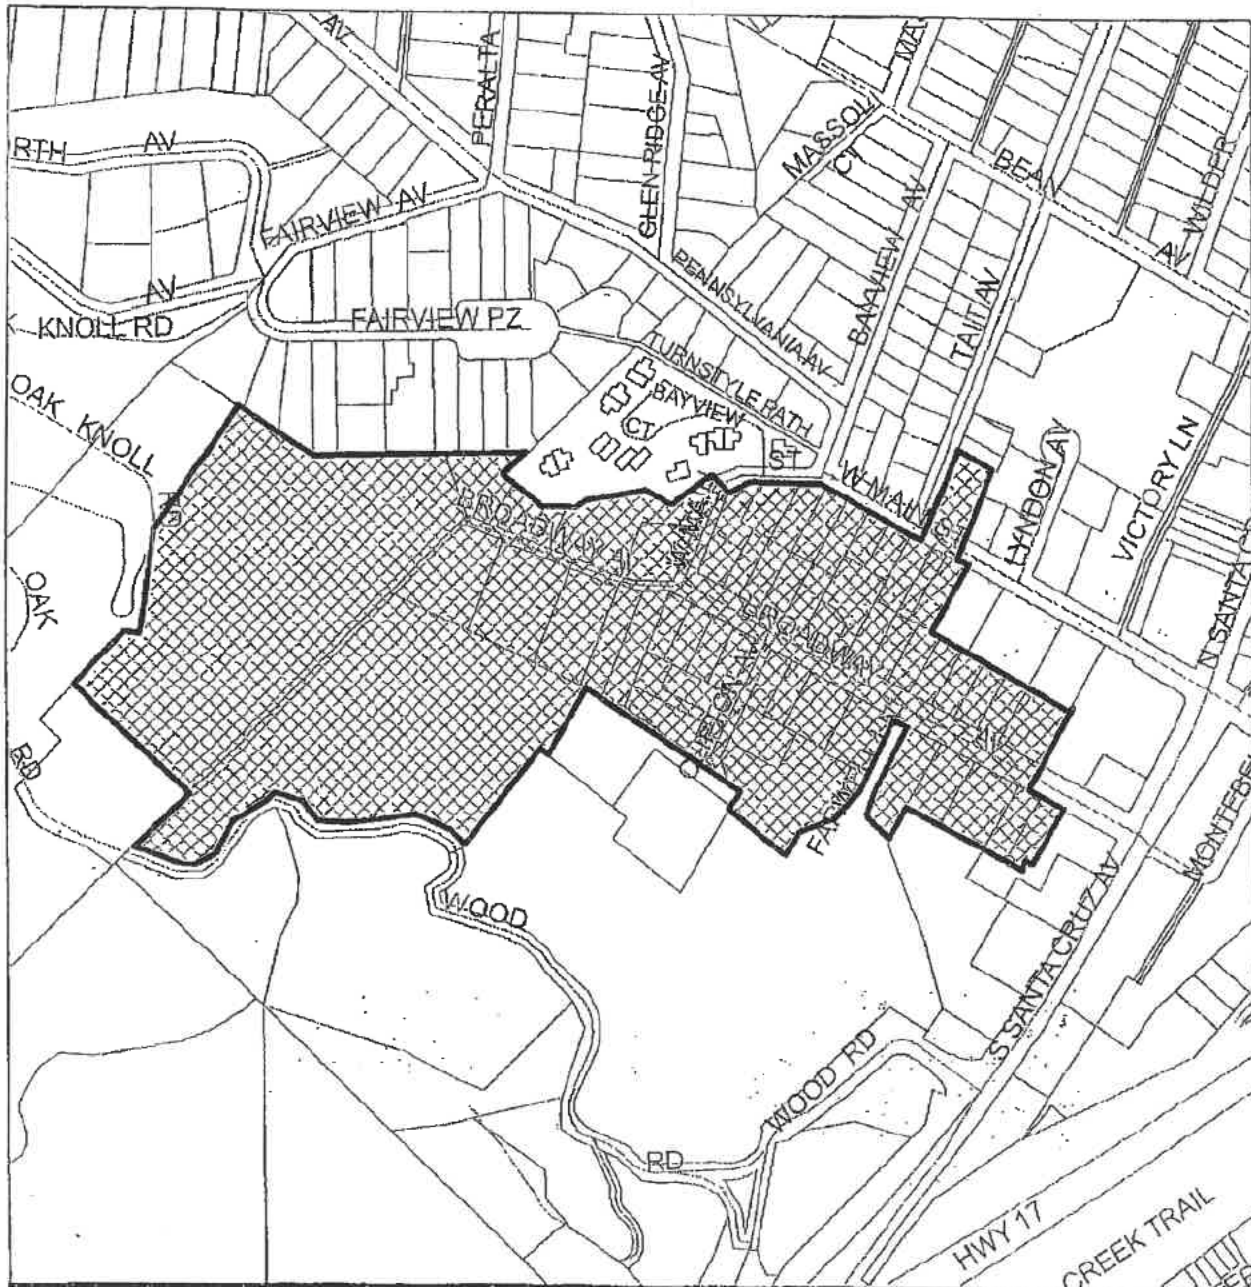 AV
PERALTA
GLEN RIDGE AV
MA
RTH AV
MASSOL
CT
BEAN
AV
WILDER
FAIRVIEW AV
AV
KNOLL RD
FAIRVIEW PZ
PENNSYLVANIA AV
BAYVIEW AV
TAIT AV
TURNSTYLE PATH
BAYVIEW
CT
ST
OAK KNOLL
W MAIN
LYNDON AV
VICTORY LN
N SANTA
BROADWAY
OAK
BROADWAY
AV
RD
MONTEBE
WOOD
S SANTA CRUZ AV
WOOD RD
RD
HWY 17
CREEK TRAIL